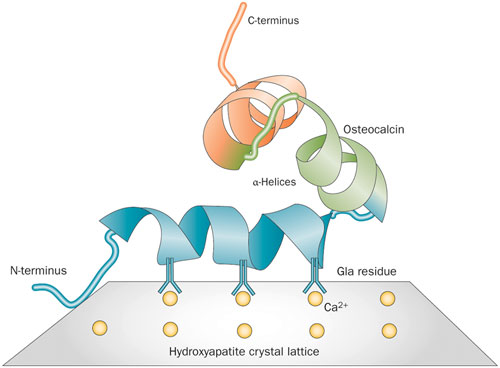 C-terminus
Osteocalcin
α-Helices
N-terminus
Gla residue
Ca2+
Hydroxyapatite crystal lattice